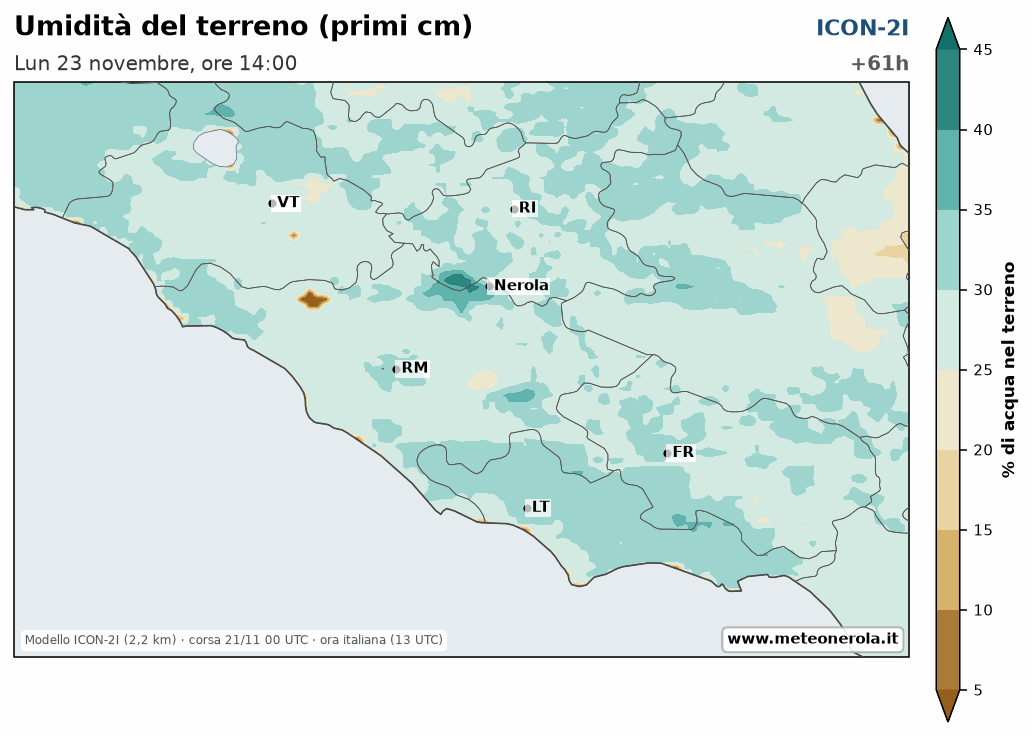 Umidità del terreno (primi cm)
ICON-2I
Lun 23 novembre, ore 14:00
+61h
VT
RI
Nerola
RM
FR
LT
Modello ICON-2I (2,2 km) · corsa 21/11 00 UTC · ora italiana (13 UTC)
www.meteonerola.it
45
40
35
30
25
20
15
10
5
% di acqua nel terreno